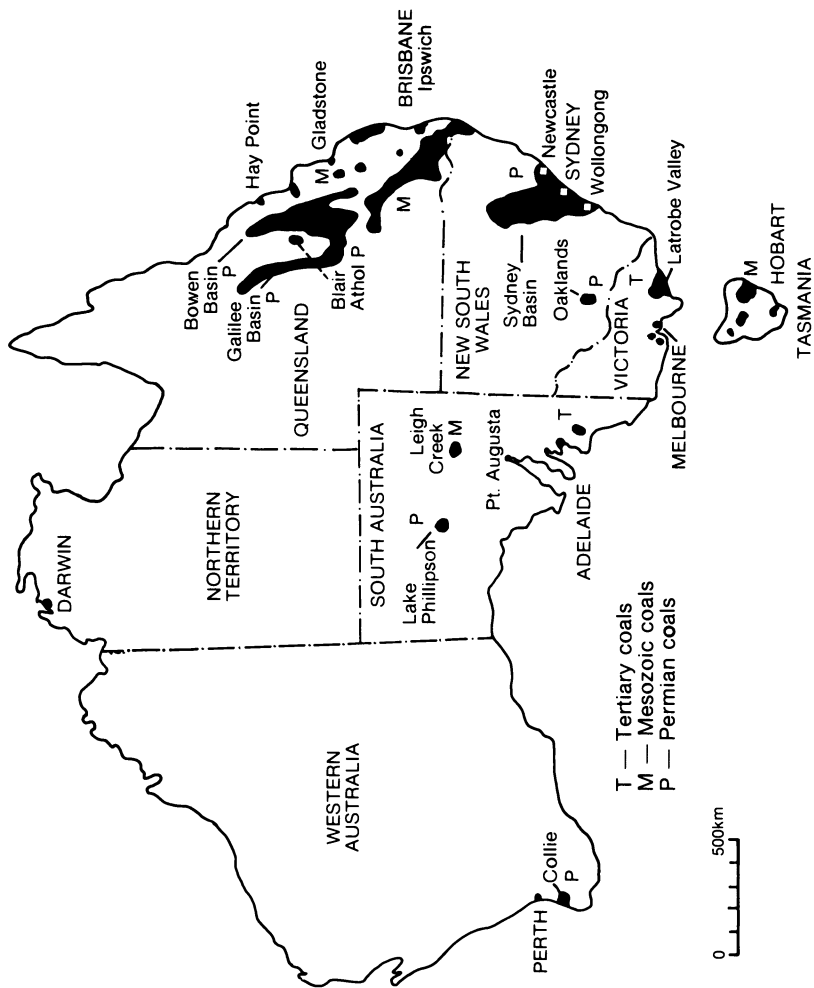 DARWIN
NORTHERN
TERRITORY
WESTERN
AUSTRALIA
PERTH
Collie
P
SOUTH AUSTRALIA
Lake
Phillipson
P
Leigh
Creek
M
Pt. Augusta
ADELAIDE
T
QUEENSLAND
Bowen
Basin
P
Galilee
Basin
P
Blair
Athol P
Hay Point
Gladstone
M
M
BRISBANE
Ipswich
NEW SOUTH
WALES
Sydney
Basin
P
Newcastle
SYDNEY
Wollongong
Oaklands
P
VICTORIA
T
Latrobe Valley
MELBOURNE
M
HOBART
TASMANIA
T — Tertiary coals
M — Mesozoic coals
P — Permian coals
0 500km